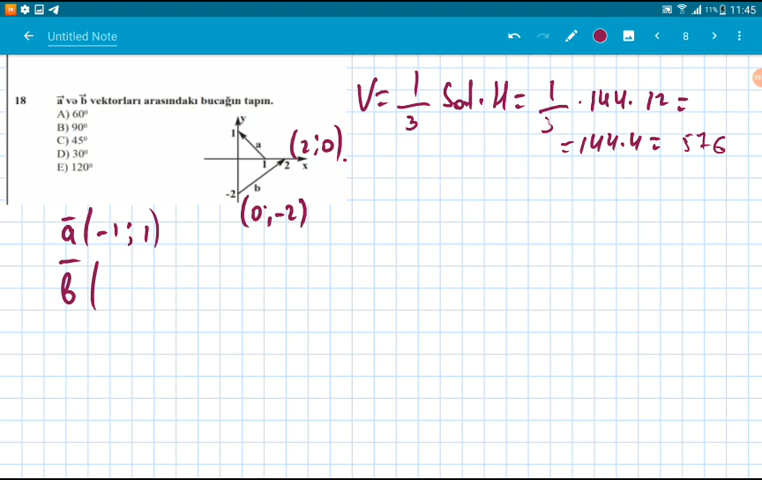 11% 11:45
Untitled Note
8
18 a⃗ və b⃗ vektorları arasındakı bucağın tapın.
A) 60°
B) 90°
C) 45°
D) 30°
E) 120°
y
1
a
(2;0).
1
2
x
-2
b
(0;-2)
a̅(-1;1)
b̅(
V= 1/3 Sol·H= 1/3 ·144·12=
=144·4= 576